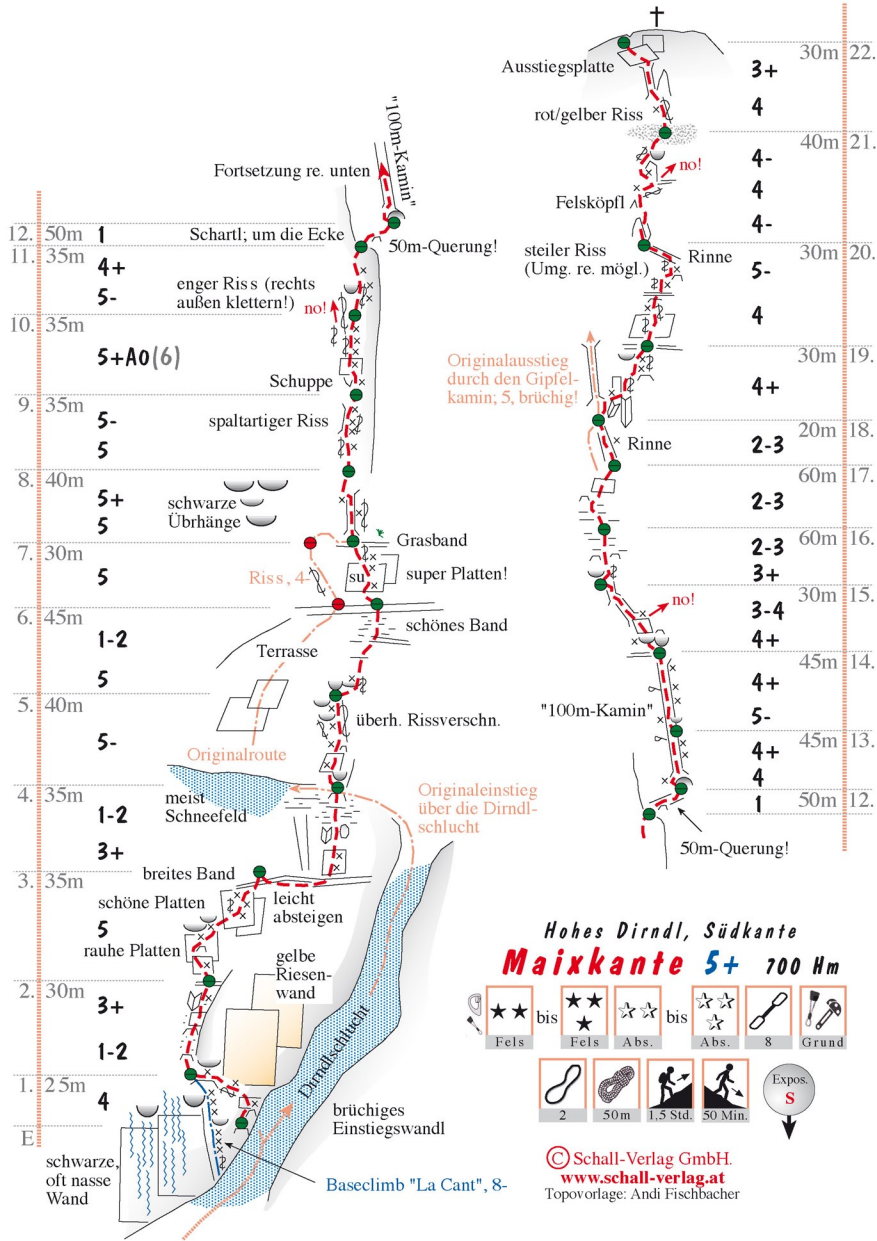 "100m-Kamin"
Fortsetzung re. unten
12. 50m
1
Schartl; um die Ecke
50m-Querung!
11. 35m
4+
5-
enger Riss (rechts
außen klettern!)
no!
10. 35m
5+A0(6)
Schuppe
9. 35m
5-
5
spaltartiger Riss
8. 40m
5+
5
schwarze
Übrhänge
7. 30m
Grasband
5
Riss, 4-
su
super Platten!
6. 45m
schönes Band
1-2
5
Terrasse
5. 40m
5-
überh. Rissverschn.
Originalroute
4. 35m
meist
Schneefeld
Originaleinstieg
über die Dirndl-
schlucht
1-2
3+
3. 35m
breites Band
schöne Platten
leicht
absteigen
5
rauhe Platten
gelbe
Riesen-
wand
2. 30m
3+
1-2
Dirndlschlucht
1. 25m
4
brüchiges
Einstiegswandl
E
schwarze,
oft nasse
Wand
Baseclimb "La Cant", 8-
30m 22.
Ausstiegsplatte
3+
4
rot/gelber Riss
40m 21.
4-
no!
4
Felsköpfl
4-
30m 20.
steiler Riss
(Umg. re. mögl.)
Rinne
5-
4
30m 19.
Originalausstieg
durch den Gipfel-
kamin; 5, brüchig!
4+
20m 18.
Rinne
2-3
60m 17.
2-3
60m 16.
2-3
3+
30m 15.
no!
3-4
4+
45m 14.
4+
"100m-Kamin"
5-
45m 13.
4+
4
50m 12.
1
50m-Querung!
Hohes Dirndl, Südkante
Maixkante 5+ 700 Hm
bis bis
Fels Fels Abs. Abs. 8 Grund
2 50m 1,5 Std. 50 Min.
Expos.
S
© Schall-Verlag GmbH.
www.schall-verlag.at
Topovorlage: Andi Fischbacher